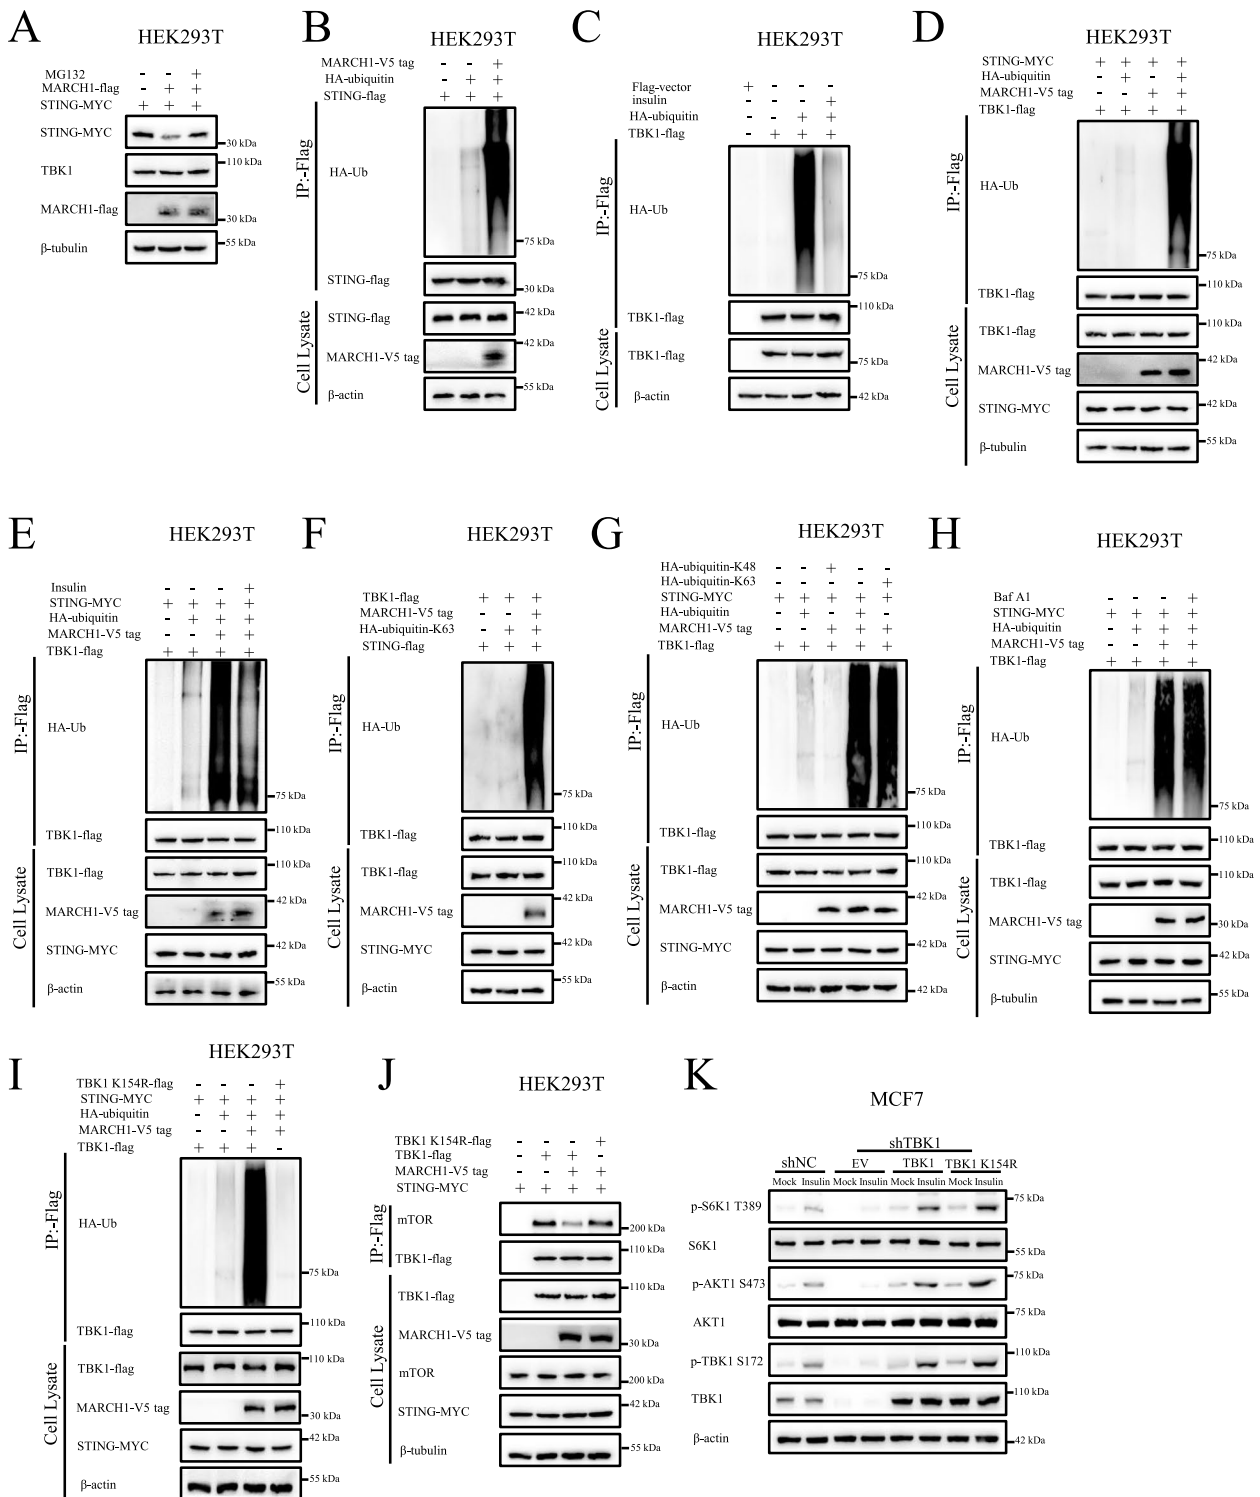 A
HEK293T
MG132 - - +
MARCH1-flag - + +
STING-MYC + + +
STING-MYC
30 kDa
110 kDa
TBK1
MARCH1-flag
30 kDa
β-tubulin
55 kDa
B
HEK293T
MARCH1-V5 tag - - +
HA-ubiquitin - + +
STING-flag + + +
IP:-Flag
HA-Ub
75 kDa
STING-flag
30 kDa
Cell Lysate
STING-flag
42 kDa
MARCH1-V5 tag
42 kDa
β-actin
55 kDa
C
HEK293T
Flag-vector + - - -
insulin - - - +
HA-ubiquitin - - + +
TBK1-flag - + + +
IP:-Flag
HA-Ub
75 kDa
110 kDa
TBK1-flag
Cell Lysate
TBK1-flag
75 kDa
β-actin
42 kDa
D
HEK293T
STING-MYC + + + +
HA-ubiquitin - + - +
MARCH1-V5 tag - - + +
TBK1-flag + + + +
IP:-Flag
HA-Ub
75 kDa
110 kDa
TBK1-flag
Cell Lysate
110 kDa
TBK1-flag
42 kDa
MARCH1-V5 tag
STING-MYC
42 kDa
55 kDa
β-tubulin
E
HEK293T
Insulin - - - +
STING-MYC + + + +
HA-ubiquitin - + + +
MARCH1-V5 tag - - + +
TBK1-flag + + + +
IP:-Flag
HA-Ub
75 kDa
110 kDa
TBK1-flag
Cell Lysate
110 kDa
TBK1-flag
42 kDa
MARCH1-V5 tag
42 kDa
STING-MYC
55 kDa
β-actin
F
HEK293T
TBK1-flag + + +
MARCH1-V5 tag - - +
HA-ubiquitin-K63 - + +
STING-flag + + +
IP:-Flag
HA-Ub
75 kDa
110 kDa
TBK1-flag
Cell Lysate
110 kDa
TBK1-flag
42 kDa
MARCH1-V5 tag
42 kDa
STING-MYC
55 kDa
β-actin
G
HEK293T
HA-ubiquitin-K48 - - + - -
HA-ubiquitin-K63 - - - - +
STING-MYC + + + + +
HA-ubiquitin - + - + -
MARCH1-V5 tag - - + + +
TBK1-flag + + + + +
IP:-Flag
HA-Ub
75 kDa
110 kDa
TBK1-flag
Cell Lysate
110 kDa
TBK1-flag
42 kDa
MARCH1-V5 tag
42 kDa
STING-MYC
β-actin
42 kDa
H
HEK293T
Baf A1 - - - +
STING-MYC + + + +
HA-ubiquitin - + + +
MARCH1-V5 tag - - + +
TBK1-flag + + + +
IP:-Flag
HA-Ub
75 kDa
110 kDa
TBK1-flag
Cell Lysate
110 kDa
TBK1-flag
MARCH1-V5 tag
30 kDa
42 kDa
STING-MYC
55 kDa
β-tubulin
I
HEK293T
TBK1 K154R-flag - - - +
STING-MYC + + + +
HA-ubiquitin - + + +
MARCH1-V5 tag - - + +
TBK1-flag + + + -
IP:-Flag
HA-Ub
75 kDa
110 kDa
TBK1-flag
Cell Lysate
110 kDa
TBK1-flag
MARCH1-V5 tag
30 kDa
42 kDa
STING-MYC
55 kDa
β-actin
J
HEK293T
TBK1 K154R-flag - - - +
TBK1-flag - + + -
MARCH1-V5 tag - - + +
STING-MYC + + + +
IP:-Flag
mTOR
200 kDa
110 kDa
TBK1-flag
Cell Lysate
110 kDa
TBK1-flag
MARCH1-V5 tag
30 kDa
mTOR
200 kDa
42 kDa
STING-MYC
55 kDa
β-tubulin
K
MCF7
shTBK1
shNC EV TBK1 TBK1 K154R
Mock Insulin Mock Insulin Mock Insulin Mock Insulin
75 kDa
p-S6K1 T389
S6K1
55 kDa
75 kDa
p-AKT1 S473
75 kDa
AKT1
110 kDa
p-TBK1 S172
110 kDa
TBK1
β-actin
42 kDa